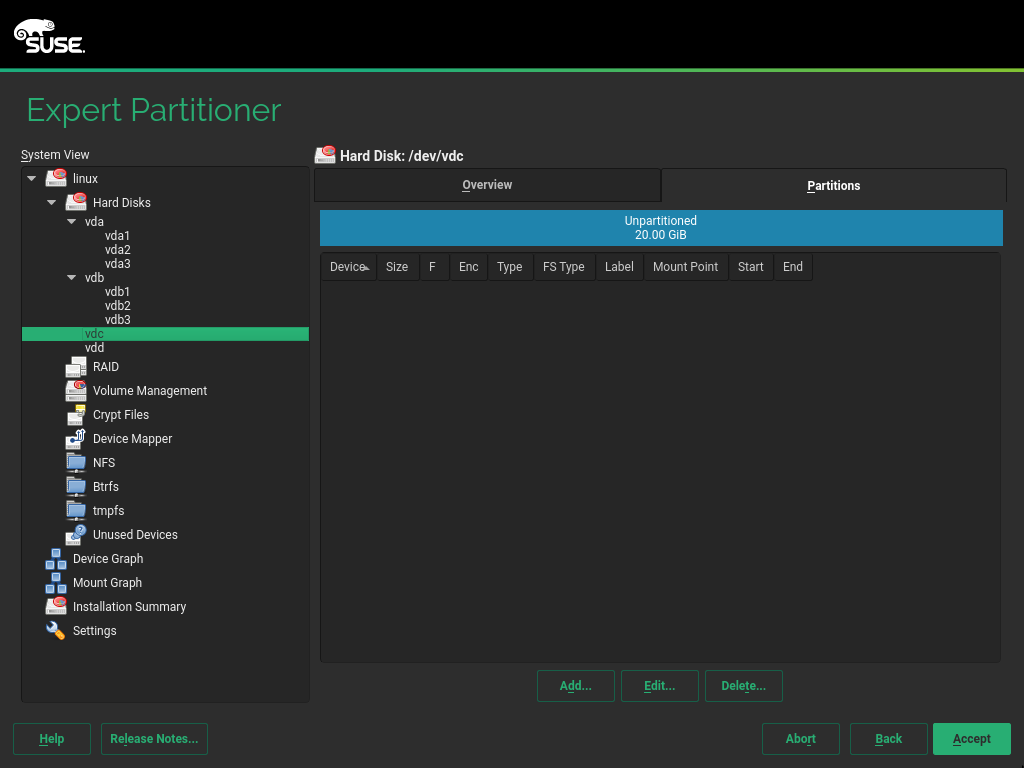 SUSE.
Expert Partitioner
System View
linux
Hard Disks
vda
vda1
vda2
vda3
vdb
vdb1
vdb2
vdb3
vdc
vdd
RAID
Volume Management
Crypt Files
Device Mapper
NFS
Btrfs
tmpfs
Unused Devices
Device Graph
Mount Graph
Installation Summary
Settings
Hard Disk: /dev/vdc
Overview Partitions
Unpartitioned
20.00 GiB
Device Size F Enc Type FS Type Label Mount Point Start End
Add... Edit... Delete...
Help Release Notes... Abort Back Accept